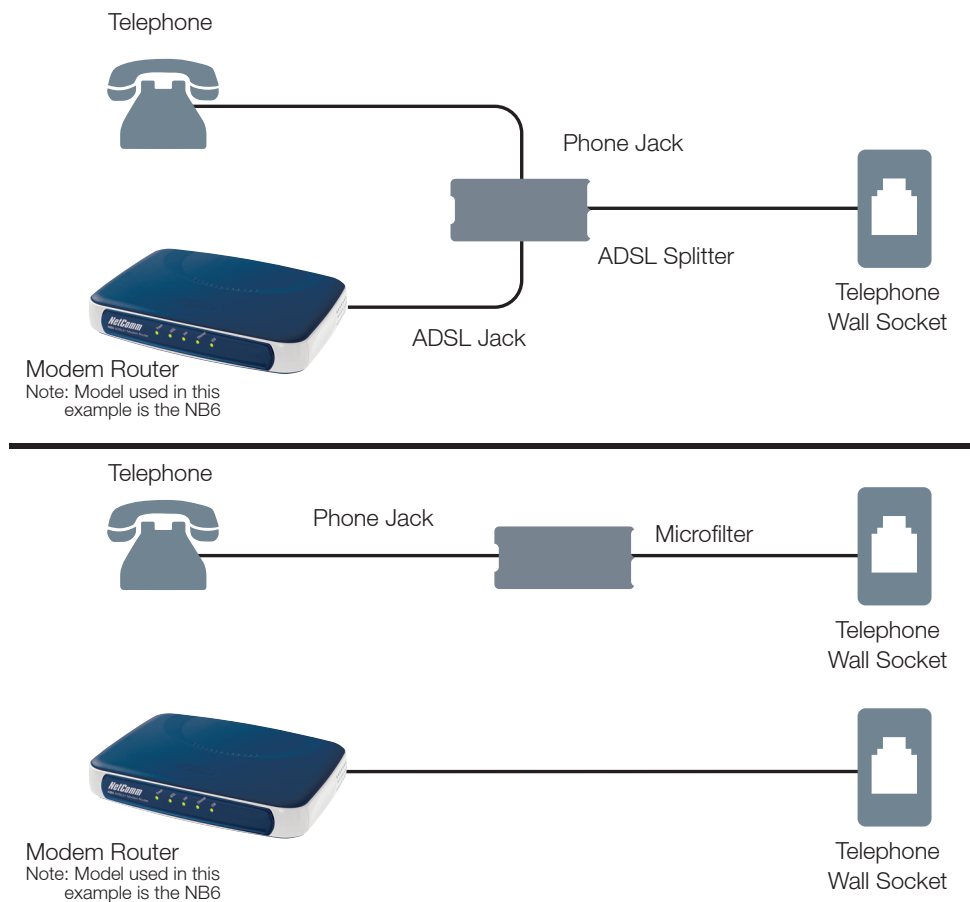 Telephone
Phone Jack
ADSL Splitter
Telephone
Wall Socket
ADSL Jack
NetComm
Modem Router
Note: Model used in this
example is the NB6
Telephone
Phone Jack
Microfilter
Telephone
Wall Socket
NetComm
Modem Router
Note: Model used in this
example is the NB6
Telephone
Wall Socket